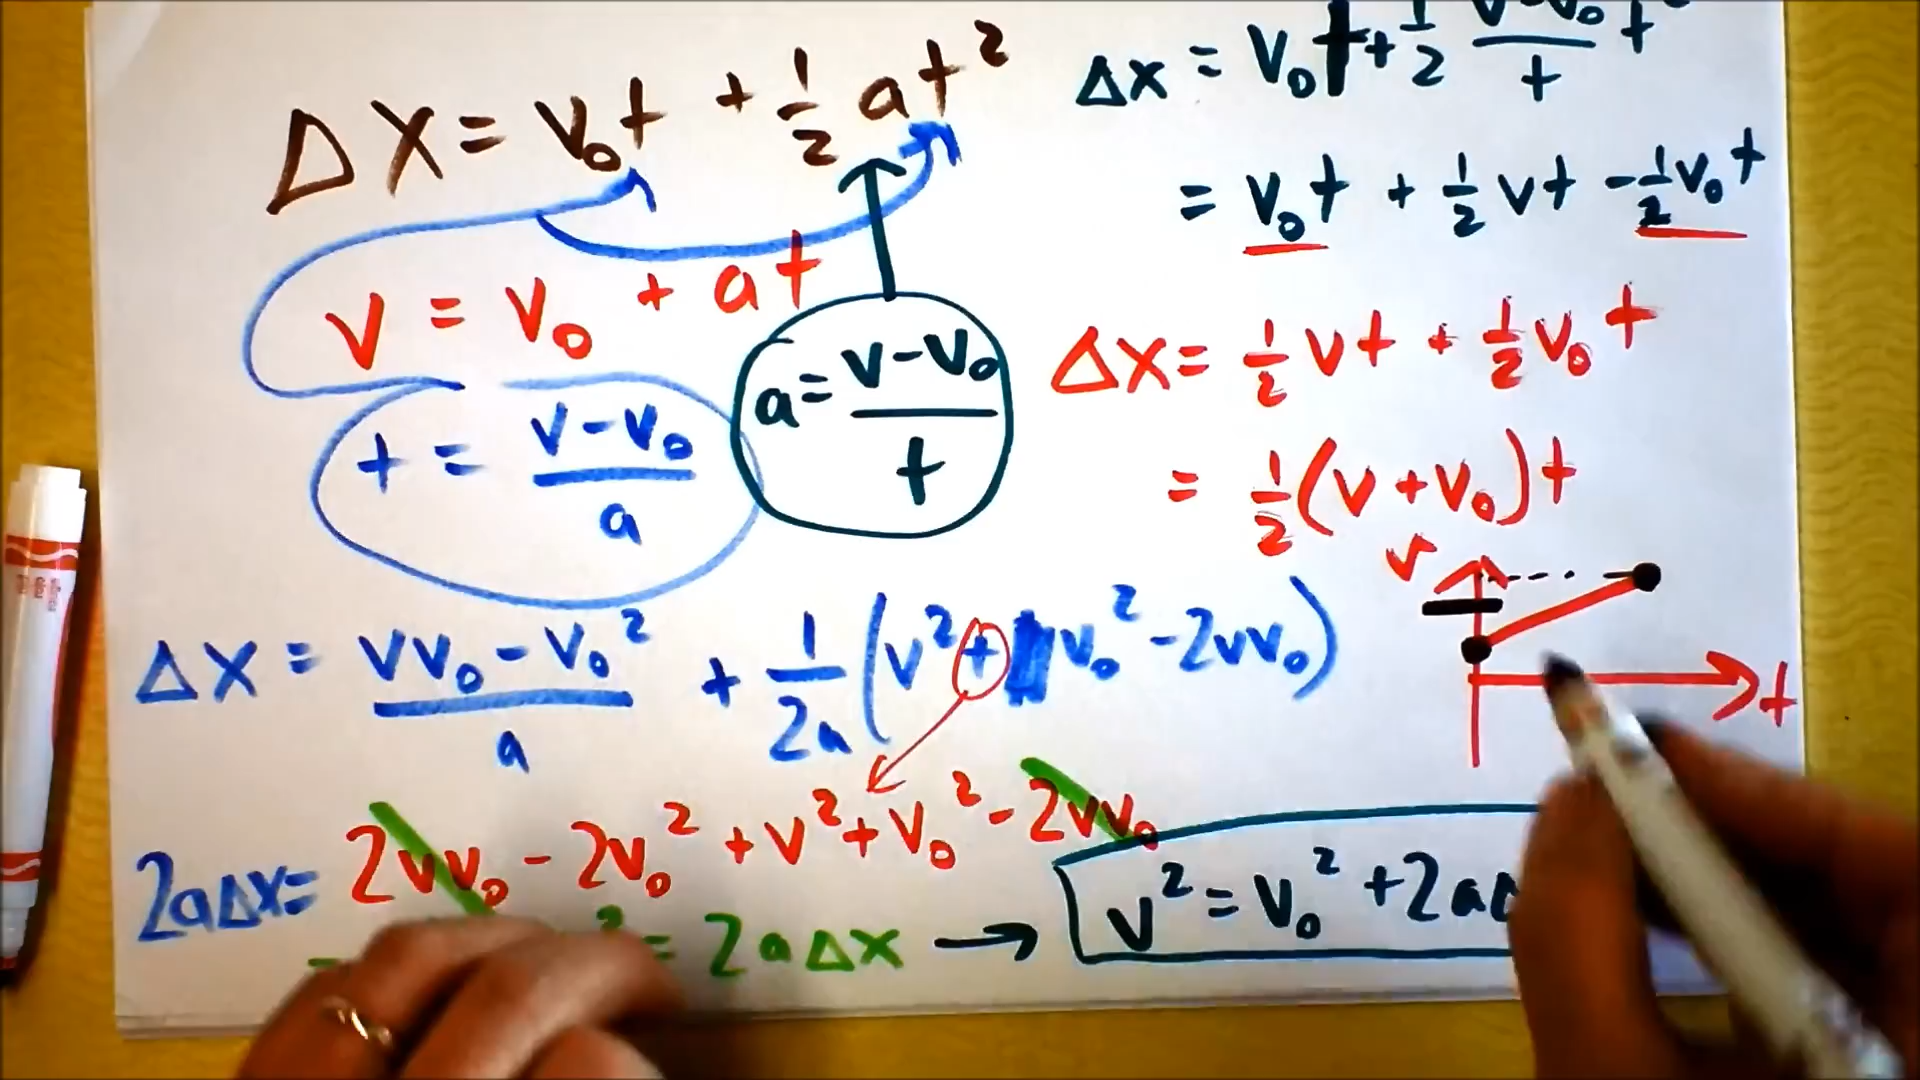 Δx = v₀t + ½at²
v = v₀ + at
t = (v-v₀)/a
a = (v-v₀)/t
Δx = (vv₀ - v₀²)/a + 1/2a (v² + v₀² - 2vv₀)
2aΔx = 2vv₀ - 2v₀² + v² + v₀² - 2vv₀
² = 2aΔx → v² = v₀² + 2a
Δx = v₀t + ½ (v-v₀)/t t²
= v₀t + ½vt - ½v₀t
Δx = ½vt + ½v₀t
= ½(v+v₀)t
v
t